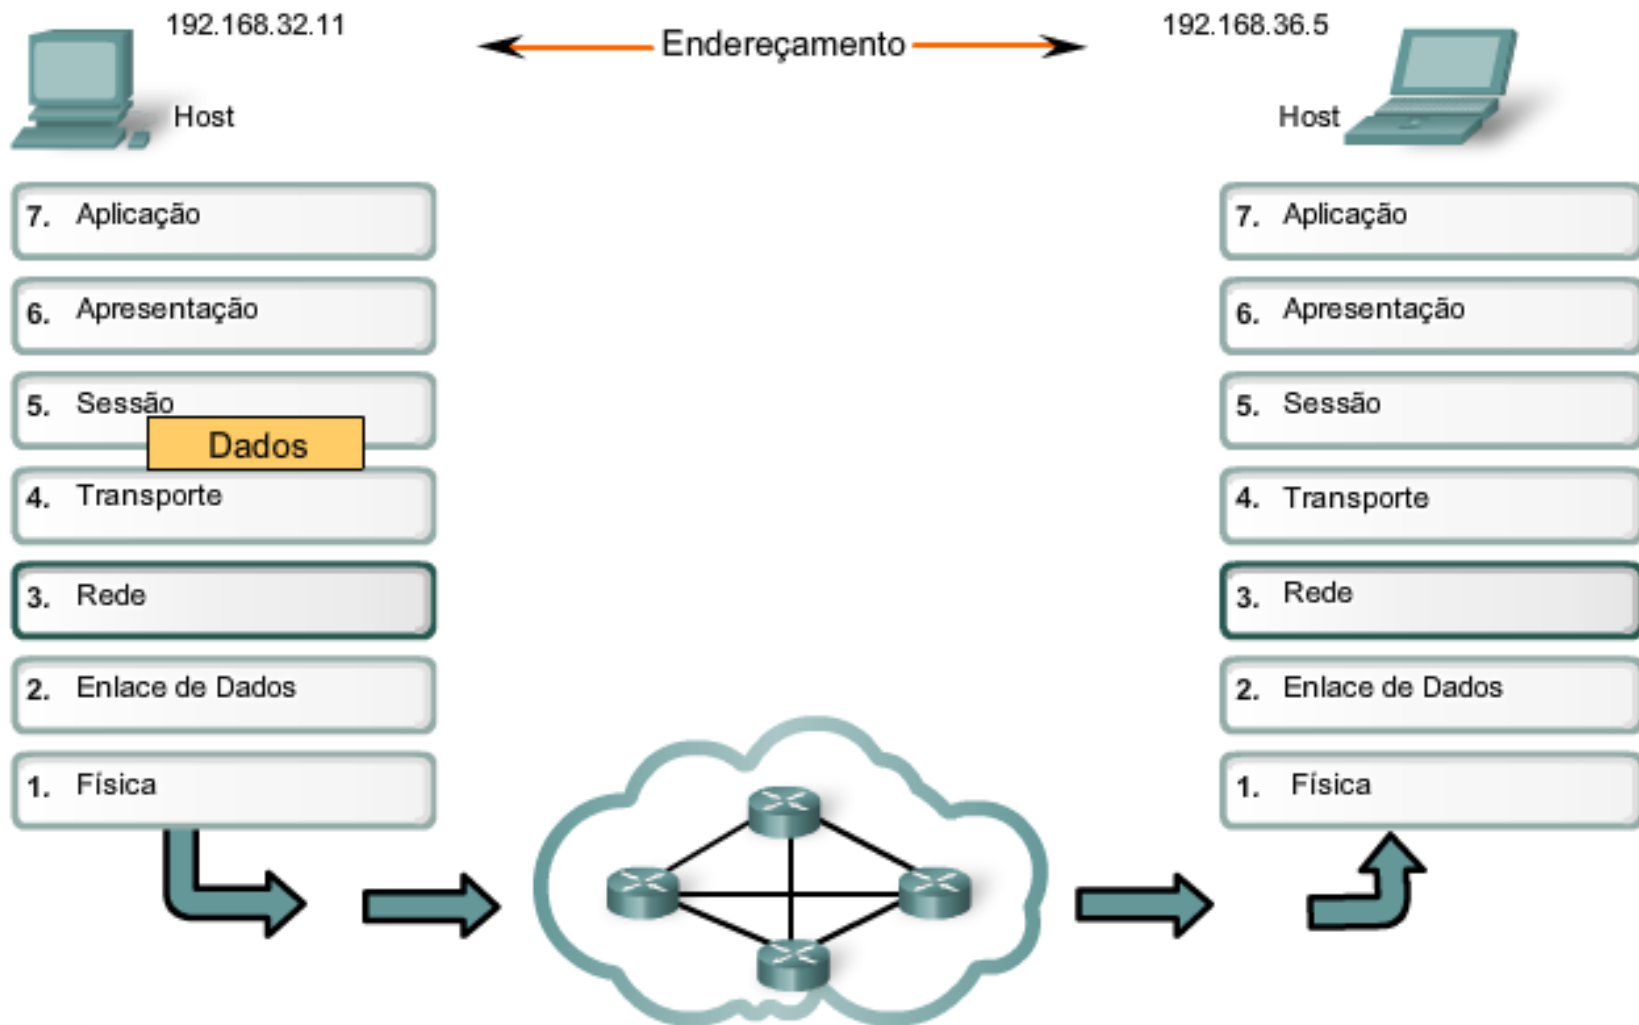 192.168.32.11
Endereçamento
192.168.36.5
Host
Host
7. Aplicação
6. Apresentação
5. Sessão
Dados
4. Transporte
3. Rede
2. Enlace de Dados
1. Física
7. Aplicação
6. Apresentação
5. Sessão
4. Transporte
3. Rede
2. Enlace de Dados
1. Física